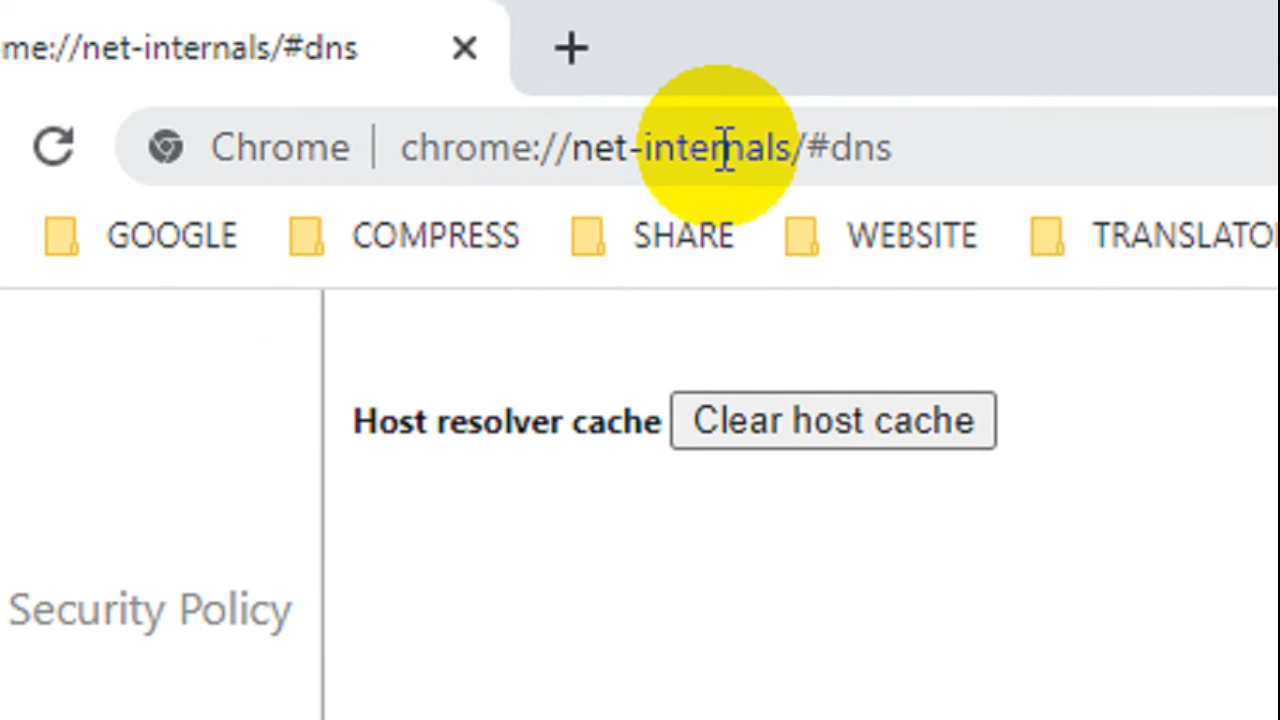 me://net-internals/#dns
Chrome | chrome://net-internals/#dns
GOOGLE COMPRESS SHARE WEBSITE TRANSLATO
Host resolver cache Clear host cache
Security Policy